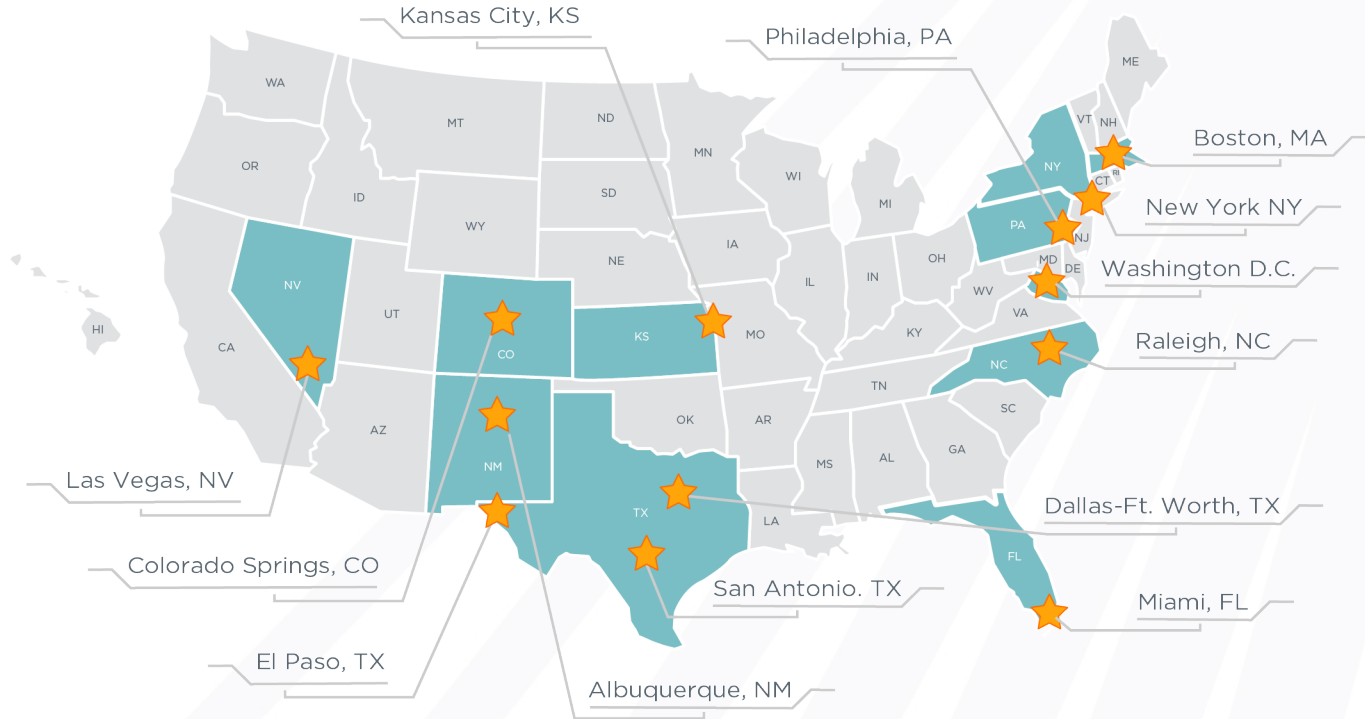 Kansas City, KS
Philadelphia, PA
ME
WA
VT
NH
MT
ND
Boston, MA
OR
MN
NY
WI
CT
RI
ID
SD
MI
New York NY
WY
PA
NJ
IA
OH
MD
DE
Washington D.C.
NE
NV
IL
IN
WV
UT
VA
HI
KS
MO
KY
Raleigh, NC
CA
CO
NC
TN
SC
AZ
OK
AR
GA
AL
MS
NM
Las Vegas, NV
Dallas-Ft. Worth, TX
TX
LA
FL
Colorado Springs, CO
San Antonio. TX
Miami, FL
El Paso, TX
Albuquerque, NM